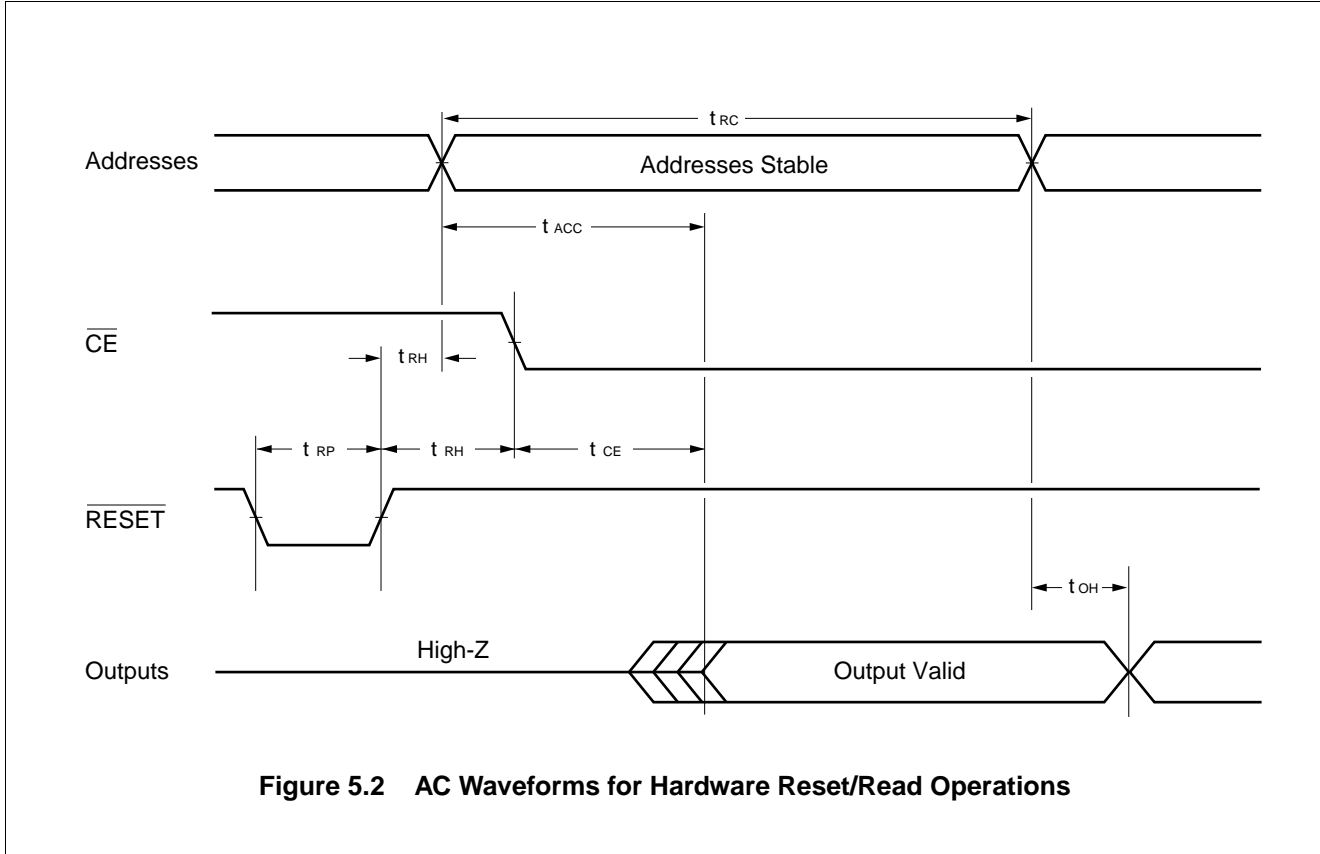 t RC
Addresses
Addresses Stable
t ACC
CE
t RH
t RP
t RH
t CE
RESET
t OH
High-Z
Outputs
Output Valid
Figure 5.2 AC Waveforms for Hardware Reset/Read Operations